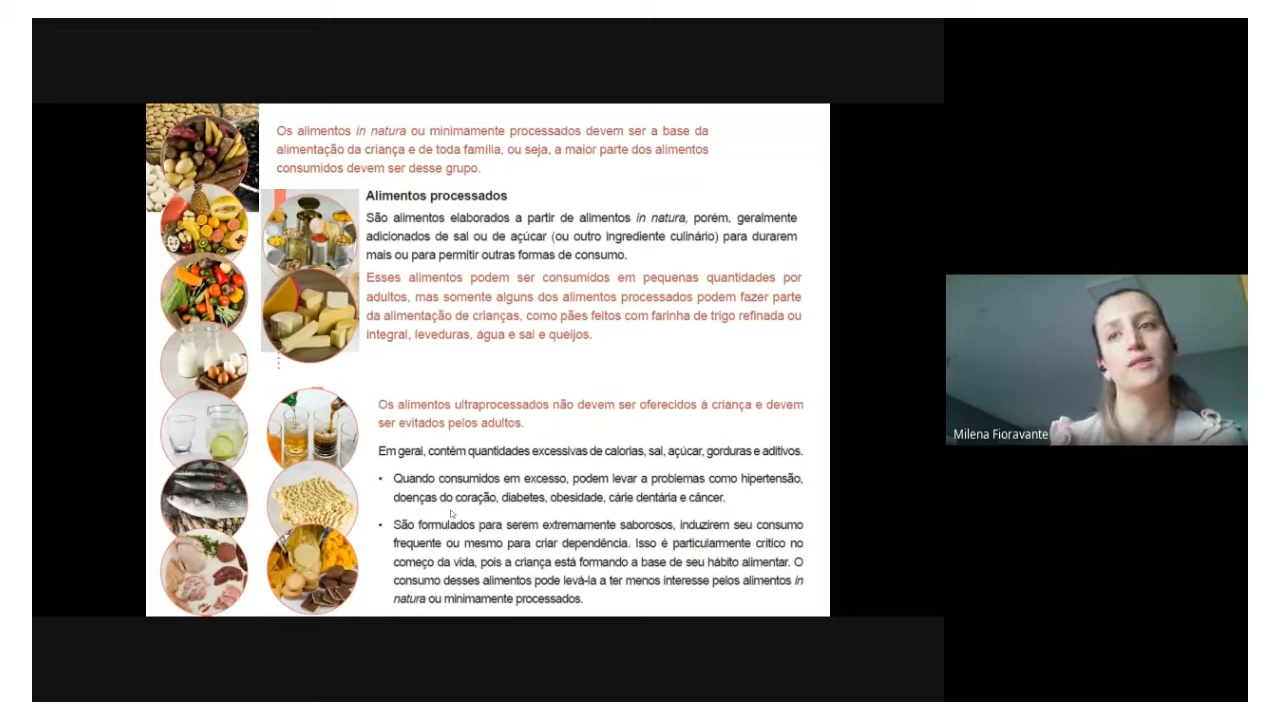 Os alimentos in natura ou minimamente processados devem ser a base da
alimentação da criança e de toda família, ou seja, a maior parte dos alimentos
consumidos devem ser desse grupo.
Alimentos processados
São alimentos elaborados a partir de alimentos in natura, porém, geralmente
adicionados de sal ou de açúcar (ou outro ingrediente culinário) para durarem
mais ou para permitir outras formas de consumo.
Esses alimentos podem ser consumidos em pequenas quantidades por
adultos, mas somente alguns dos alimentos processados podem fazer parte
da alimentação de crianças, como pães feitos com farinha de trigo refinada ou
integral, leveduras, água e sal e queijos.
Os alimentos ultraprocessados não devem ser oferecidos à criança e devem
ser evitados pelos adultos.
Em geral, contêm quantidades excessivas de calorias, sal, açúcar, gorduras e aditivos.
• Quando consumidos em excesso, podem levar a problemas como hipertensão,
doenças do coração, diabetes, obesidade, cárie dentária e câncer.
• São formulados para serem extremamente saborosos, induzirem seu consumo
frequente ou mesmo para criar dependência. Isso é particularmente crítico no
começo da vida, pois a criança está formando a base de seu hábito alimentar. O
consumo desses alimentos pode levá-la a ter menos interesse pelos alimentos in
natura ou minimamente processados.
Milena Fioravante